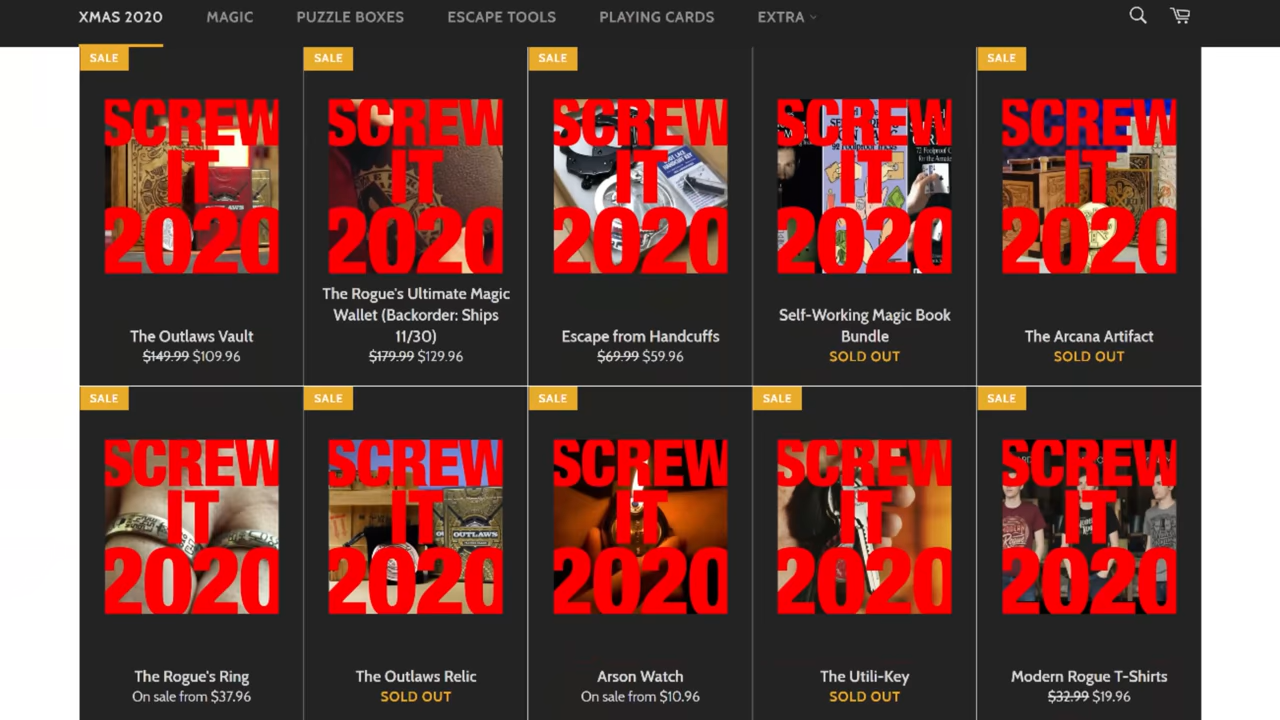 XMAS 2020 MAGIC PUZZLE BOXES ESCAPE TOOLS PLAYING CARDS EXTRA
SALE
SCREW
IT
2020
The Outlaws Vault
$149.99 $109.96
SALE
SCREW
IT
2020
The Rogue's Ultimate Magic
Wallet (Backorder: Ships
11/30)
$179.99 $129.96
SALE
SCREW
IT
2020
Escape from Handcuffs
$69.99 $59.96
SCREW
IT
2020
Self-Working Magic Book
Bundle
SOLD OUT
SALE
SCREW
IT
2020
The Arcana Artifact
SOLD OUT
SALE
SCREW
IT
2020
The Rogue's Ring
On sale from $37.96
SALE
SCREW
IT
2020
OUTLAWS
The Outlaws Relic
SOLD OUT
SALE
SCREW
IT
2020
Arson Watch
On sale from $10.96
SALE
SCREW
IT
2020
The Utili-Key
SOLD OUT
SALE
SCREW
IT
2020
Modern Rogue T-Shirts
$32.99 $19.96